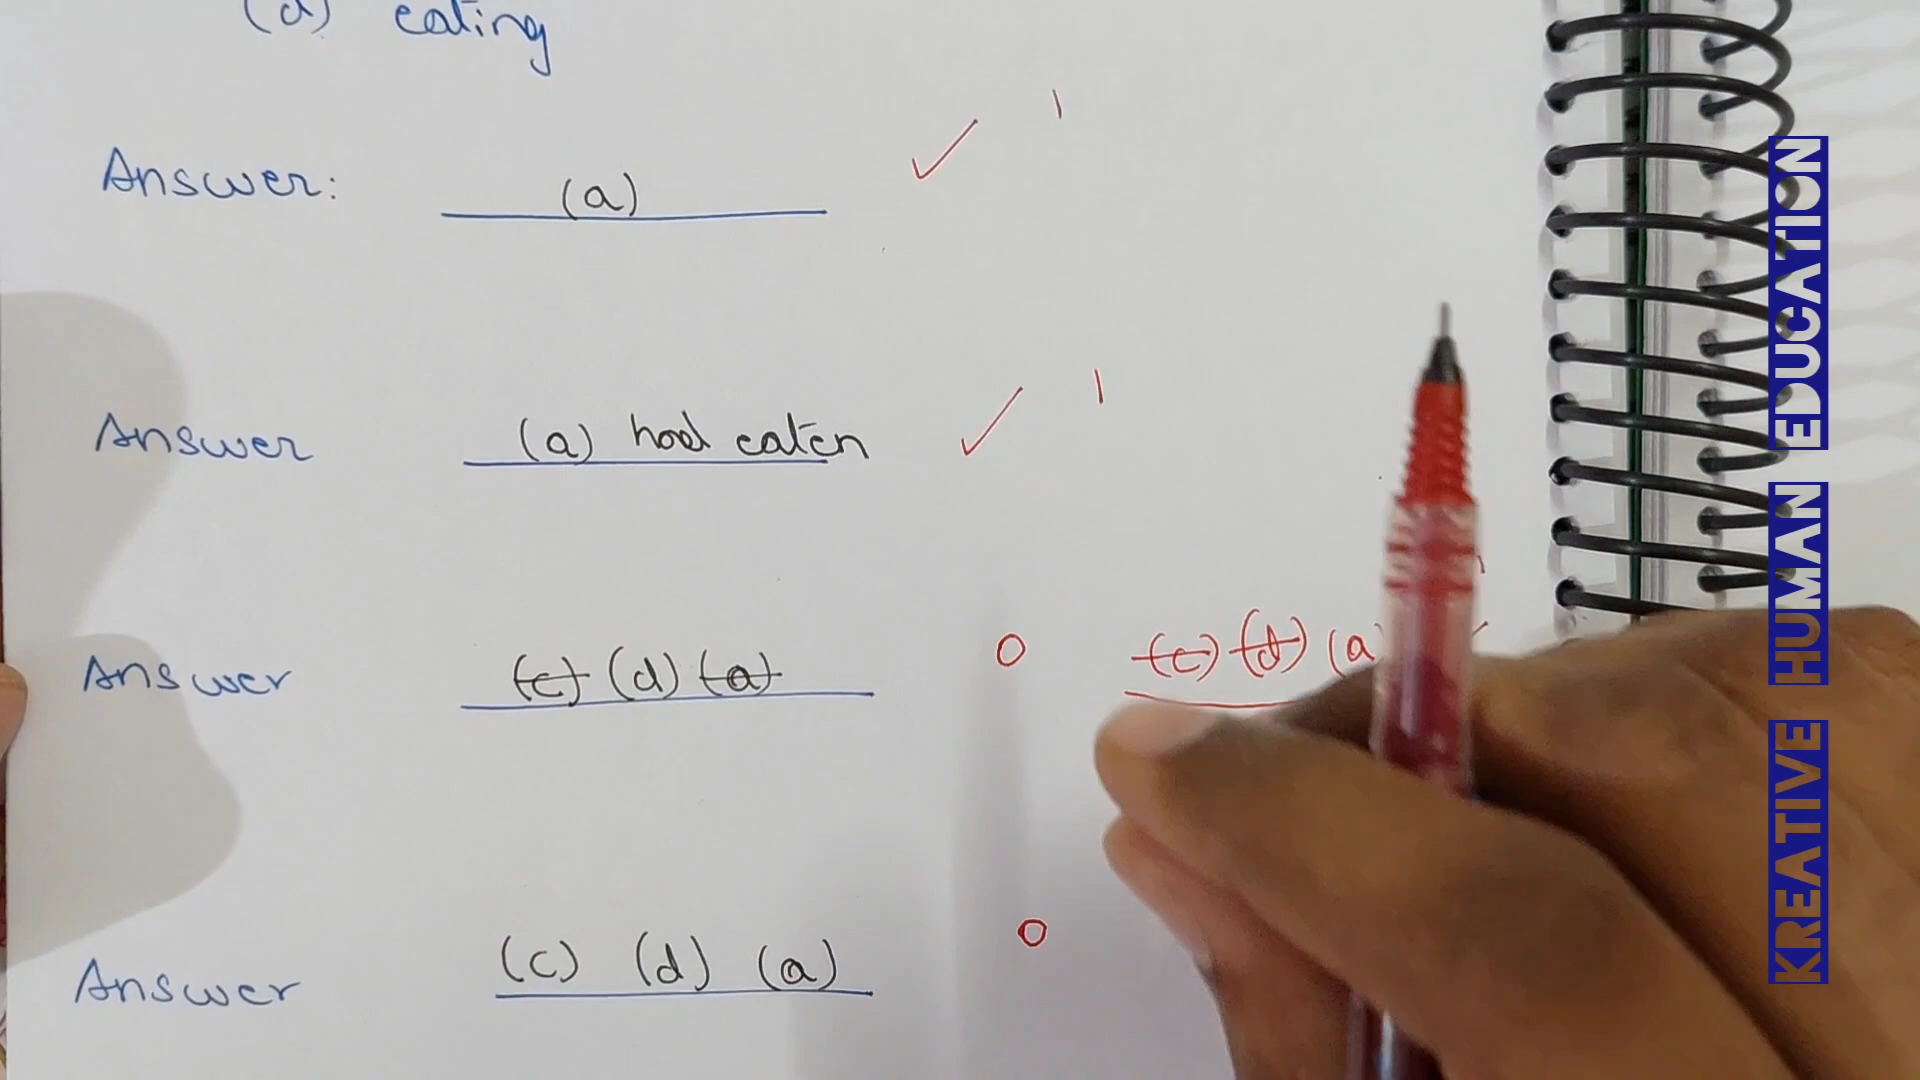 (d) eating
Answer: (a) ✓ 1
Answer (a) had eaten ✓ 1
Answer (c) (d) (a) 0 (c) (d) (a)
Answer (c) (d) (a) 0
KREATIVE HUMAN EDUCATION